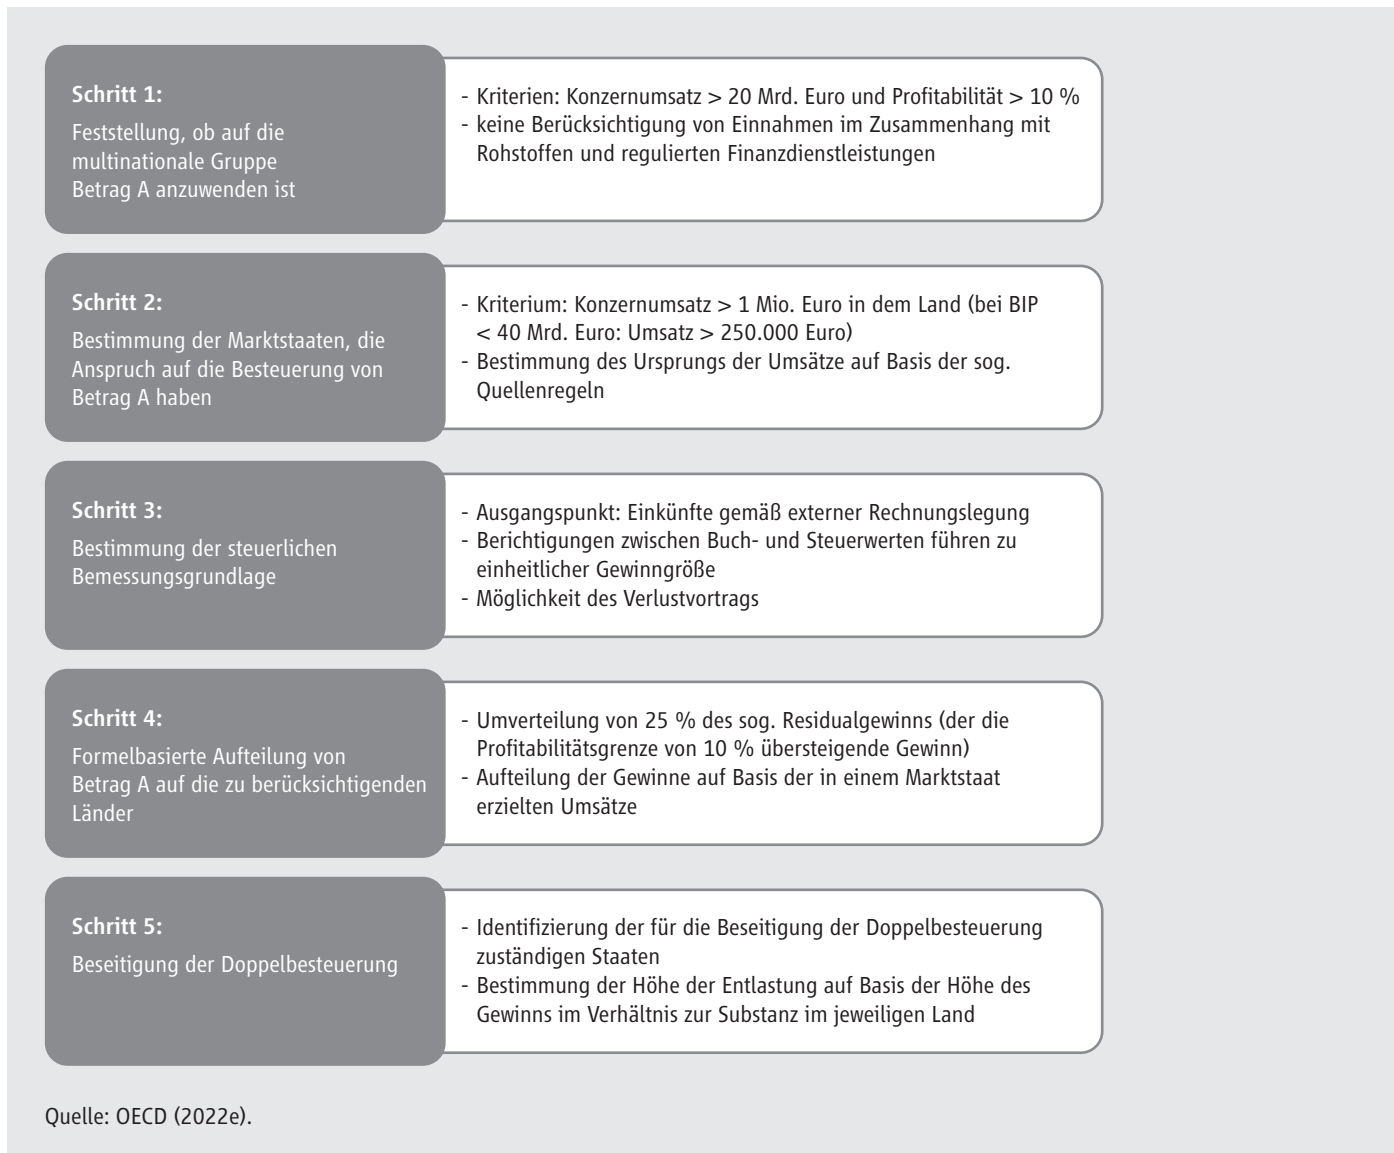 Schritt 1:
Feststellung, ob auf die
multinationale Gruppe
Betrag A anzuwenden ist
- Kriterien: Konzernumsatz > 20 Mrd. Euro und Profitabilität > 10 %
- keine Berücksichtigung von Einnahmen im Zusammenhang mit
Rohstoffen und regulierten Finanzdienstleistungen
Schritt 2:
Bestimmung der Marktstaaten, die
Anspruch auf die Besteuerung von
Betrag A haben
- Kriterium: Konzernumsatz > 1 Mio. Euro in dem Land (bei BIP
< 40 Mrd. Euro: Umsatz > 250.000 Euro)
- Bestimmung des Ursprungs der Umsätze auf Basis der sog.
Quellenregeln
Schritt 3:
Bestimmung der steuerlichen
Bemessungsgrundlage
- Ausgangspunkt: Einkünfte gemäß externer Rechnungslegung
- Berichtigungen zwischen Buch- und Steuerwerten führen zu
einheitlicher Gewinngröße
- Möglichkeit des Verlustvortrags
Schritt 4:
Formelbasierte Aufteilung von
Betrag A auf die zu berücksichtigenden
Länder
- Umverteilung von 25 % des sog. Residualgewinns (der die
Profitabilitätsgrenze von 10 % übersteigende Gewinn)
- Aufteilung der Gewinne auf Basis der in einem Marktstaat
erzielten Umsätze
Schritt 5:
Beseitigung der Doppelbesteuerung
- Identifizierung der für die Beseitigung der Doppelbesteuerung
zuständigen Staaten
- Bestimmung der Höhe der Entlastung auf Basis der Höhe des
Gewinns im Verhältnis zur Substanz im jeweiligen Land
Quelle: OECD (2022e).